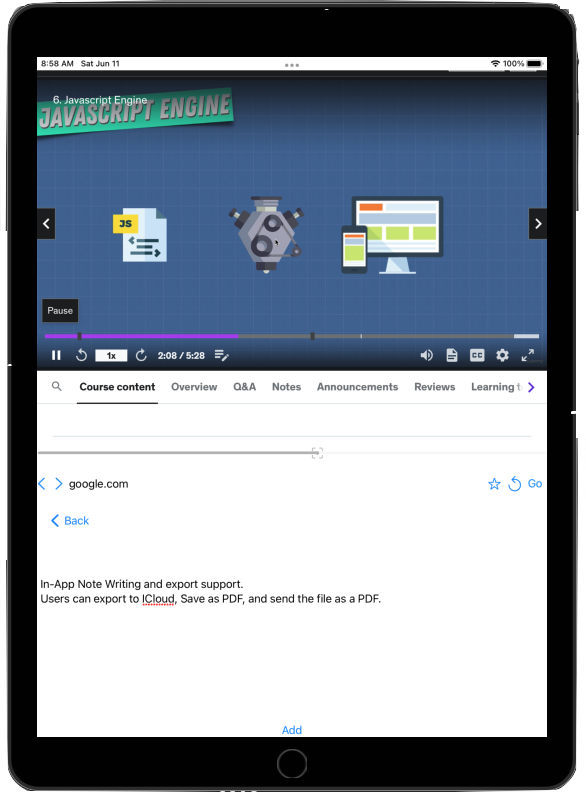 8:58 AM Sat Jun 11
100%
6. Javascript Engine
JAVASCRIPT ENGINE
JS
Pause
1x
2:08 / 5:28
CC
Course content Overview Q&A Notes Announcements Reviews Learning t
google.com
Go
Back
In-App Note Writing and export support.
Users can export to ICloud, Save as PDF, and send the file as a PDF.
Add